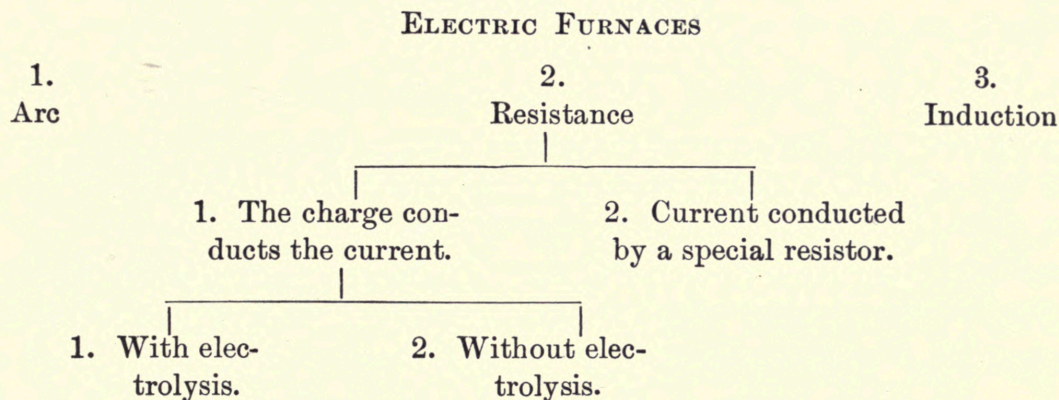 ELECTRIC FURNACES
1. 2. 3.
Arc Resistance Induction
1. The charge con- 2. Current conducted
ducts the current. by a special resistor.
1. With elec- 2. Without elec-
trolysis. trolysis.